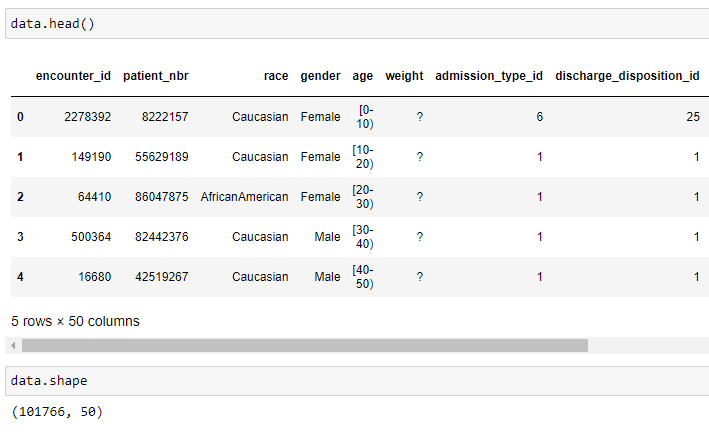 data.head()
encounter_id patient_nbr race gender age weight admission_type_id discharge_disposition_id
0 2278392 8222157 Caucasian Female [0-10) ? 6 25
1 149190 55629189 Caucasian Female [10-20) ? 1 1
2 64410 86047875 AfricanAmerican Female [20-30) ? 1 1
3 500364 82442376 Caucasian Male [30-40) ? 1 1
4 16680 42519267 Caucasian Male [40-50) ? 1 1
5 rows × 50 columns
data.shape
(101766, 50)